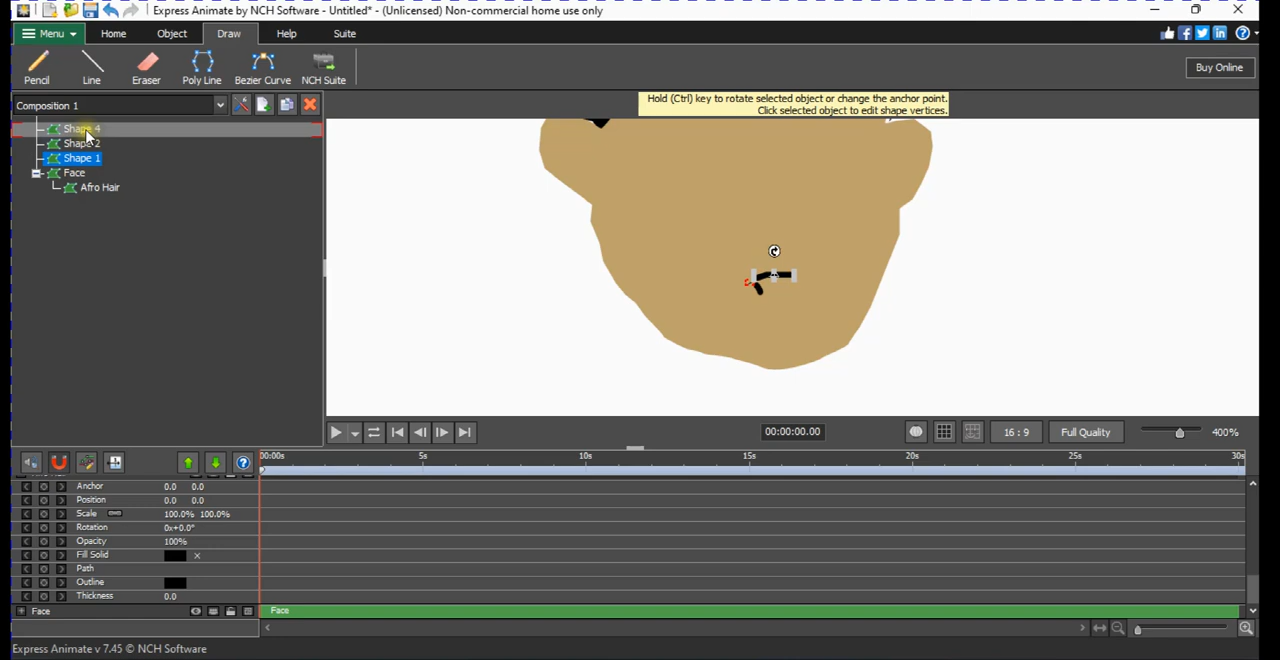 Express Animate by NCH Software - Untitled* - (Unlicensed) Non-commercial home use only
Menu Home Object Draw Help Suite
Pencil Line Eraser Poly Line Bezier Curve NCH Suite
Buy Online
Composition 1
Hold (Ctrl) key to rotate selected object or change the anchor point.
Click selected object to edit shape vertices.
Shape 4
Shape 2
Shape 1
Face
Afro Hair
00:00:00.00
16 : 9
Full Quality
400%
00:00s 5s 10s 15s 20s 25s 30s
Anchor 0.0 0.0
Position 0.0 0.0
Scale 100.0% 100.0%
Rotation 0x+0.0°
Opacity 100%
Fill Solid
Path
Outline
Thickness 0.0
Face Face
Express Animate v 7.45 © NCH Software